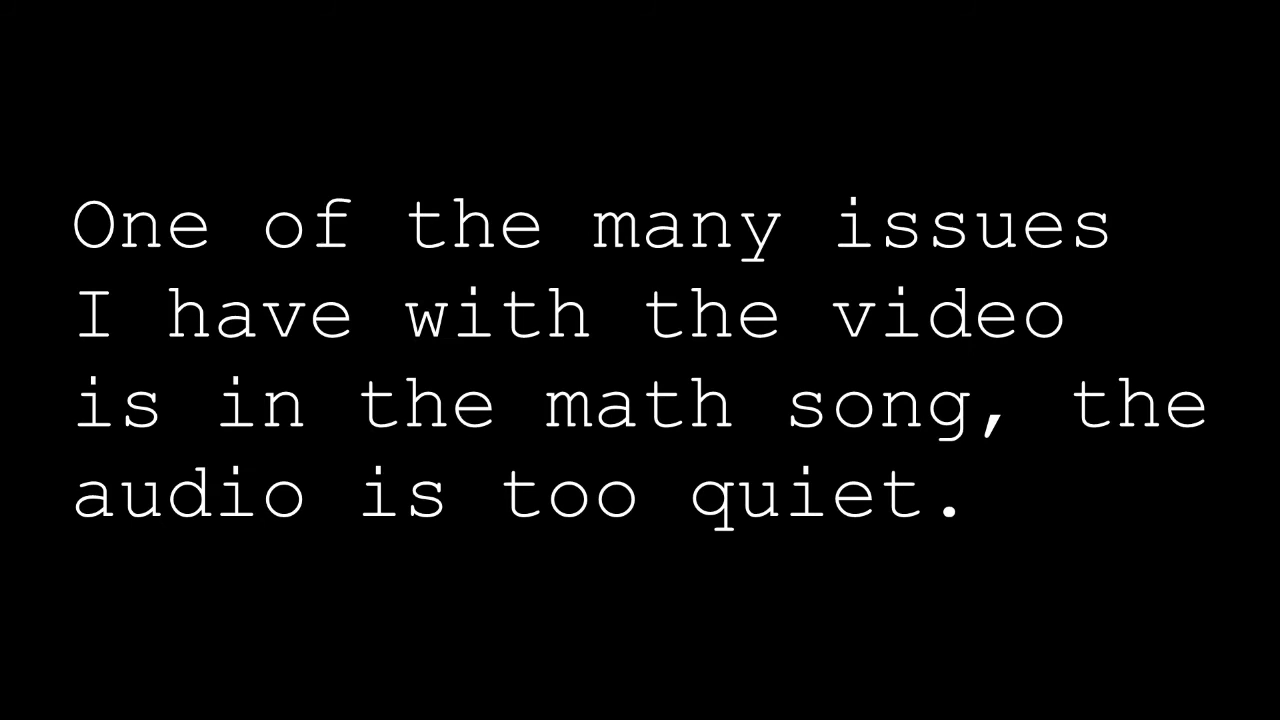 One of the many issues
I have with the video
is in the math song, the
audio is too quiet.